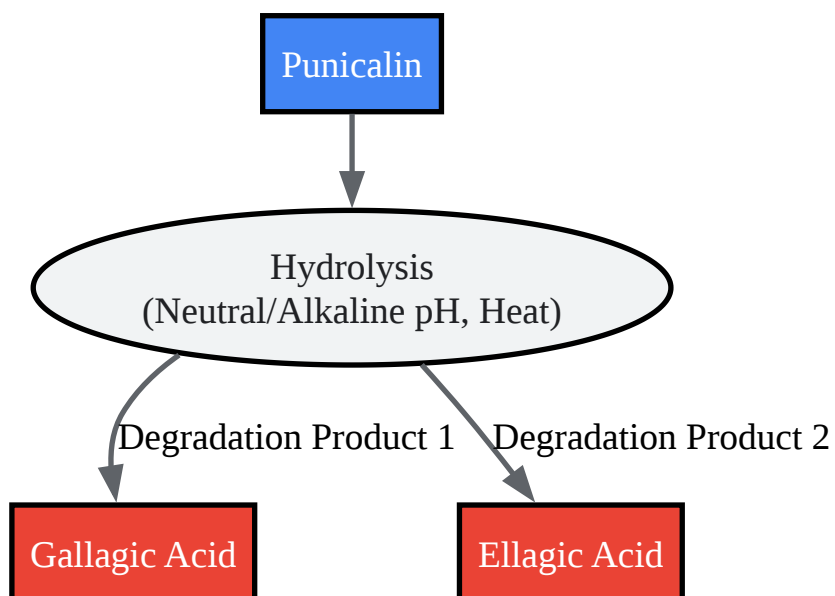 Punicalin
Hydrolysis
(Neutral/Alkaline pH, Heat)
Degradation Product 1
Degradation Product 2
Gallagic Acid
Ellagic Acid